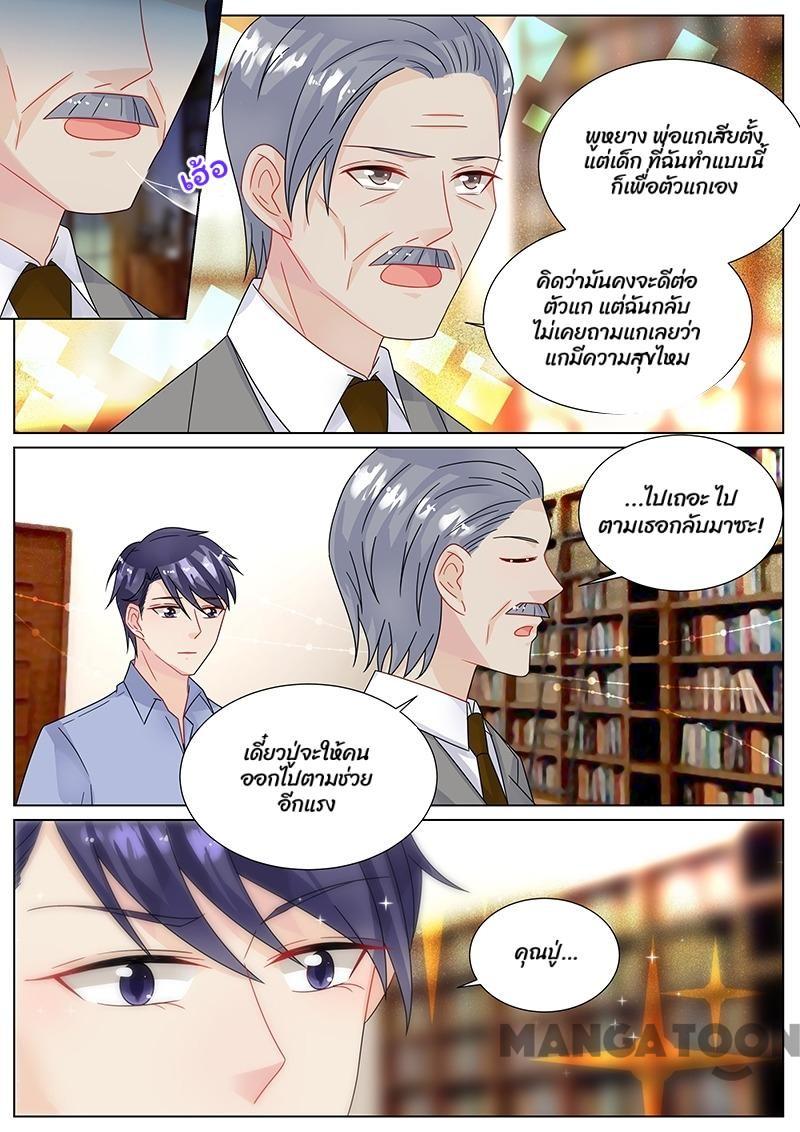 เฮ้อ
พูหยาง พ่อแกเสียตั้ง
แต่เด็ก ที่ฉันทำแบบนี้
ก็เพื่อตัวแกเอง
คิดว่ามันคงจะดีต่อ
ตัวแก แต่ฉันกลับ
ไม่เคยถามแกเลยว่า
แกมีความสุขไหม
...ไปเถอะ ไป
ตามเธอกลับมาซะ!
เดี๋ยวปู่จะให้คน
ออกไปตามช่วย
อีกแรง
คุณปู่...
MANGATOON